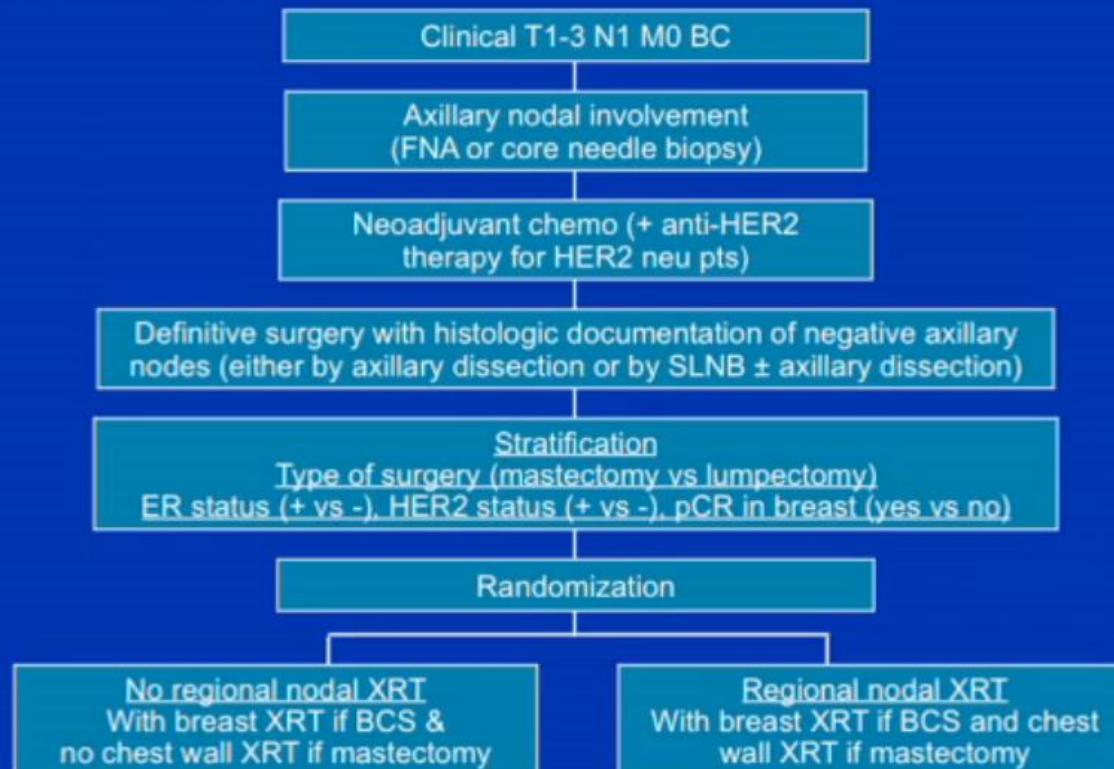 Clinical T1-3 N1 M0 BC
Axillary nodal involvement
(FNA or core needle biopsy)
Neoadjuvant chemo (+ anti-HER2
therapy for HER2 neu pts)
Definitive surgery with histologic documentation of negative axillary
nodes (either by axillary dissection or by SLNB ± axillary dissection)
Stratification
Type of surgery (mastectomy vs lumpectomy)
ER status (+ vs -), HER2 status (+ vs -), pCR in breast (yes vs no)
Randomization
No regional nodal XRT
With breast XRT if BCS &
no chest wall XRT if mastectomy
Regional nodal XRT
With breast XRT if BCS and chest
wall XRT if mastectomy